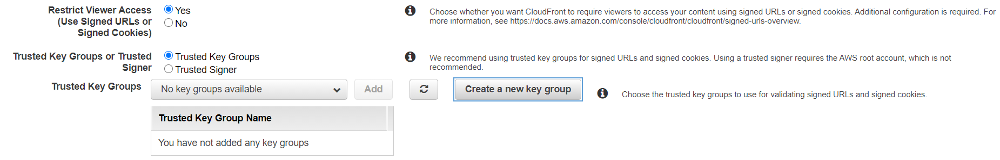 Restrict Viewer Access
(Use Signed URLs or
Signed Cookies)
Yes
No
Choose whether you want CloudFront to require viewers to access your content using signed URLs or signed cookies. Additional configuration is required. For
more information, see https://docs.aws.amazon.com/console/cloudfront/cloudfront/signed-urls-overview.
Trusted Key Groups or Trusted
Signer
Trusted Key Groups
Trusted Signer
We recommend using trusted key groups for signed URLs and signed cookies. Using a trusted signer requires the AWS root account, which is not
recommended.
Trusted Key Groups
No key groups available
Add
Create a new key group
Choose the trusted key groups to use for validating signed URLs and signed cookies.
Trusted Key Group Name
You have not added any key groups